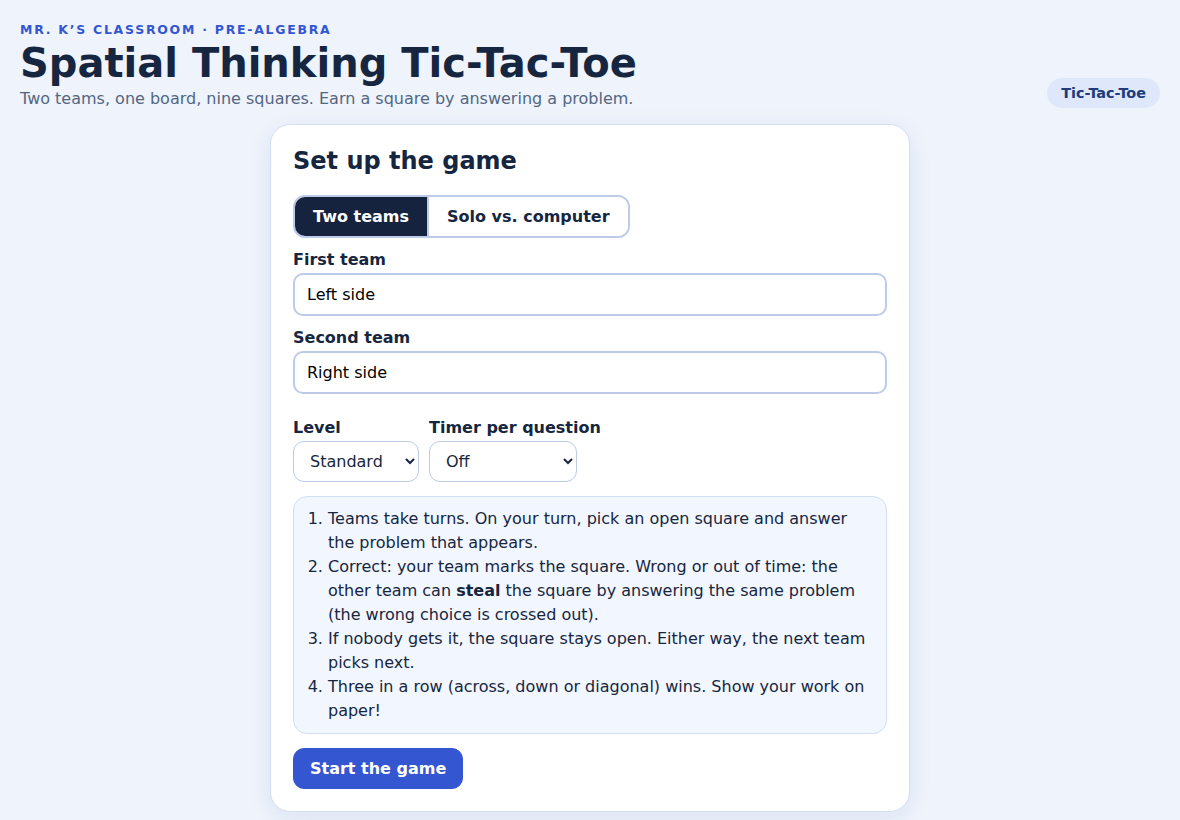 MR. K’S CLASSROOM · PRE-ALGEBRA
Spatial Thinking Tic-Tac-Toe
Two teams, one board, nine squares. Earn a square by answering a problem.
Tic-Tac-Toe
Set up the game
Two teams
Solo vs. computer
First team
Left side
Second team
Right side
Level
Timer per question
Standard
Off
1. Teams take turns. On your turn, pick an open square and answer
the problem that appears.
2. Correct: your team marks the square. Wrong or out of time: the
other team can steal the square by answering the same problem
(the wrong choice is crossed out).
3. If nobody gets it, the square stays open. Either way, the next team
picks next.
4. Three in a row (across, down or diagonal) wins. Show your work on
paper!
Start the game